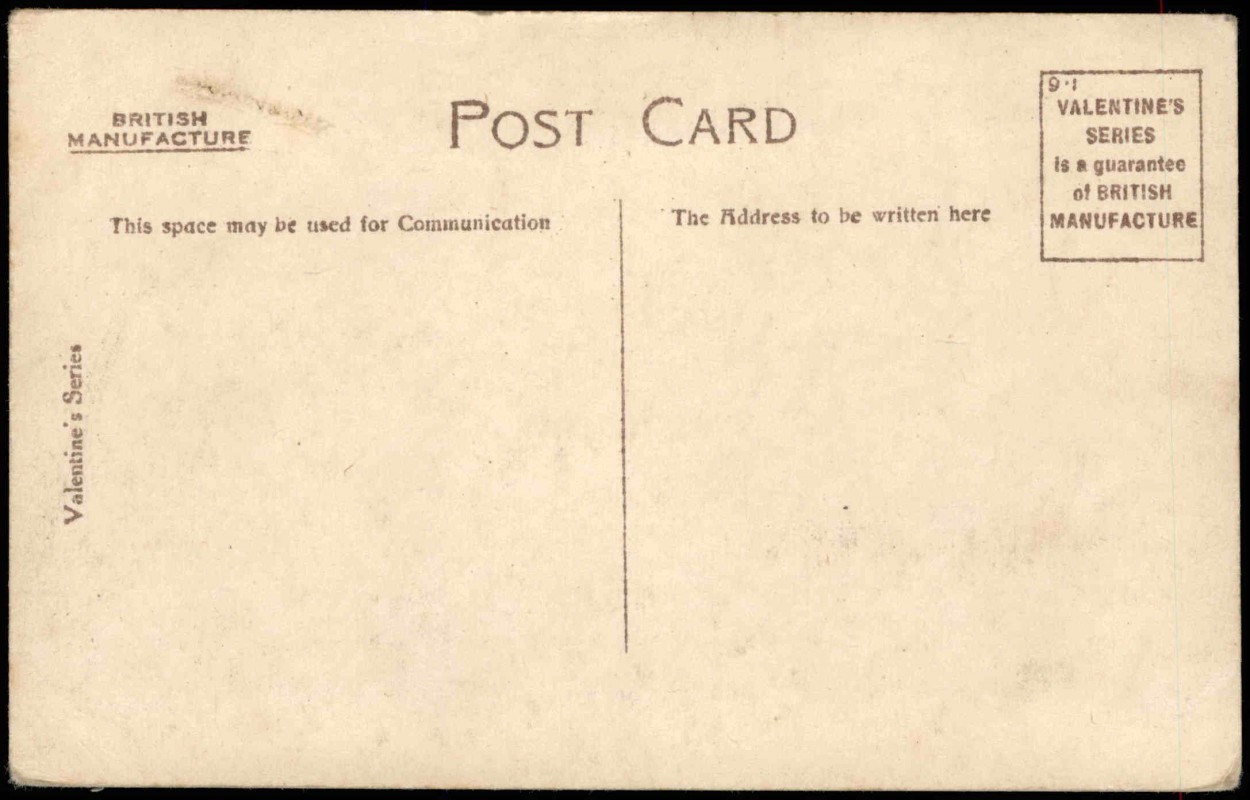 BRITISH
MANUFACTURE
POST CARD
9·1
VALENTINE'S
SERIES
is a guarantee
of BRITISH
MANUFACTURE
This space may be used for Communication
The Address to be written here
Valentine's Series